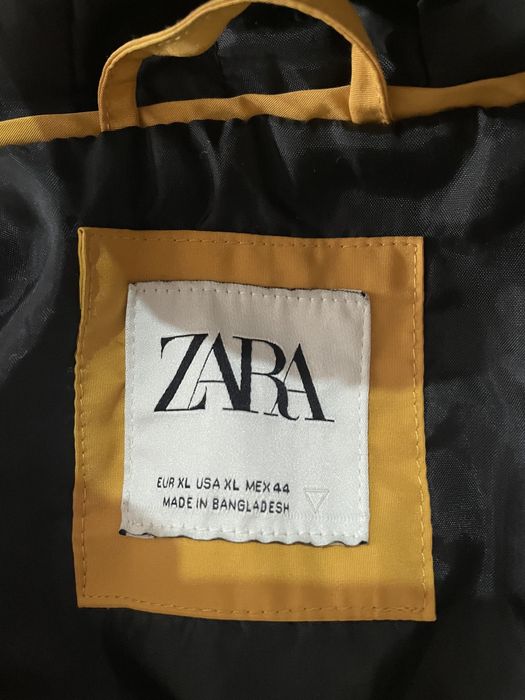 ZARA
EUR XL USA XL MEX 44
MADE IN BANGLADESH